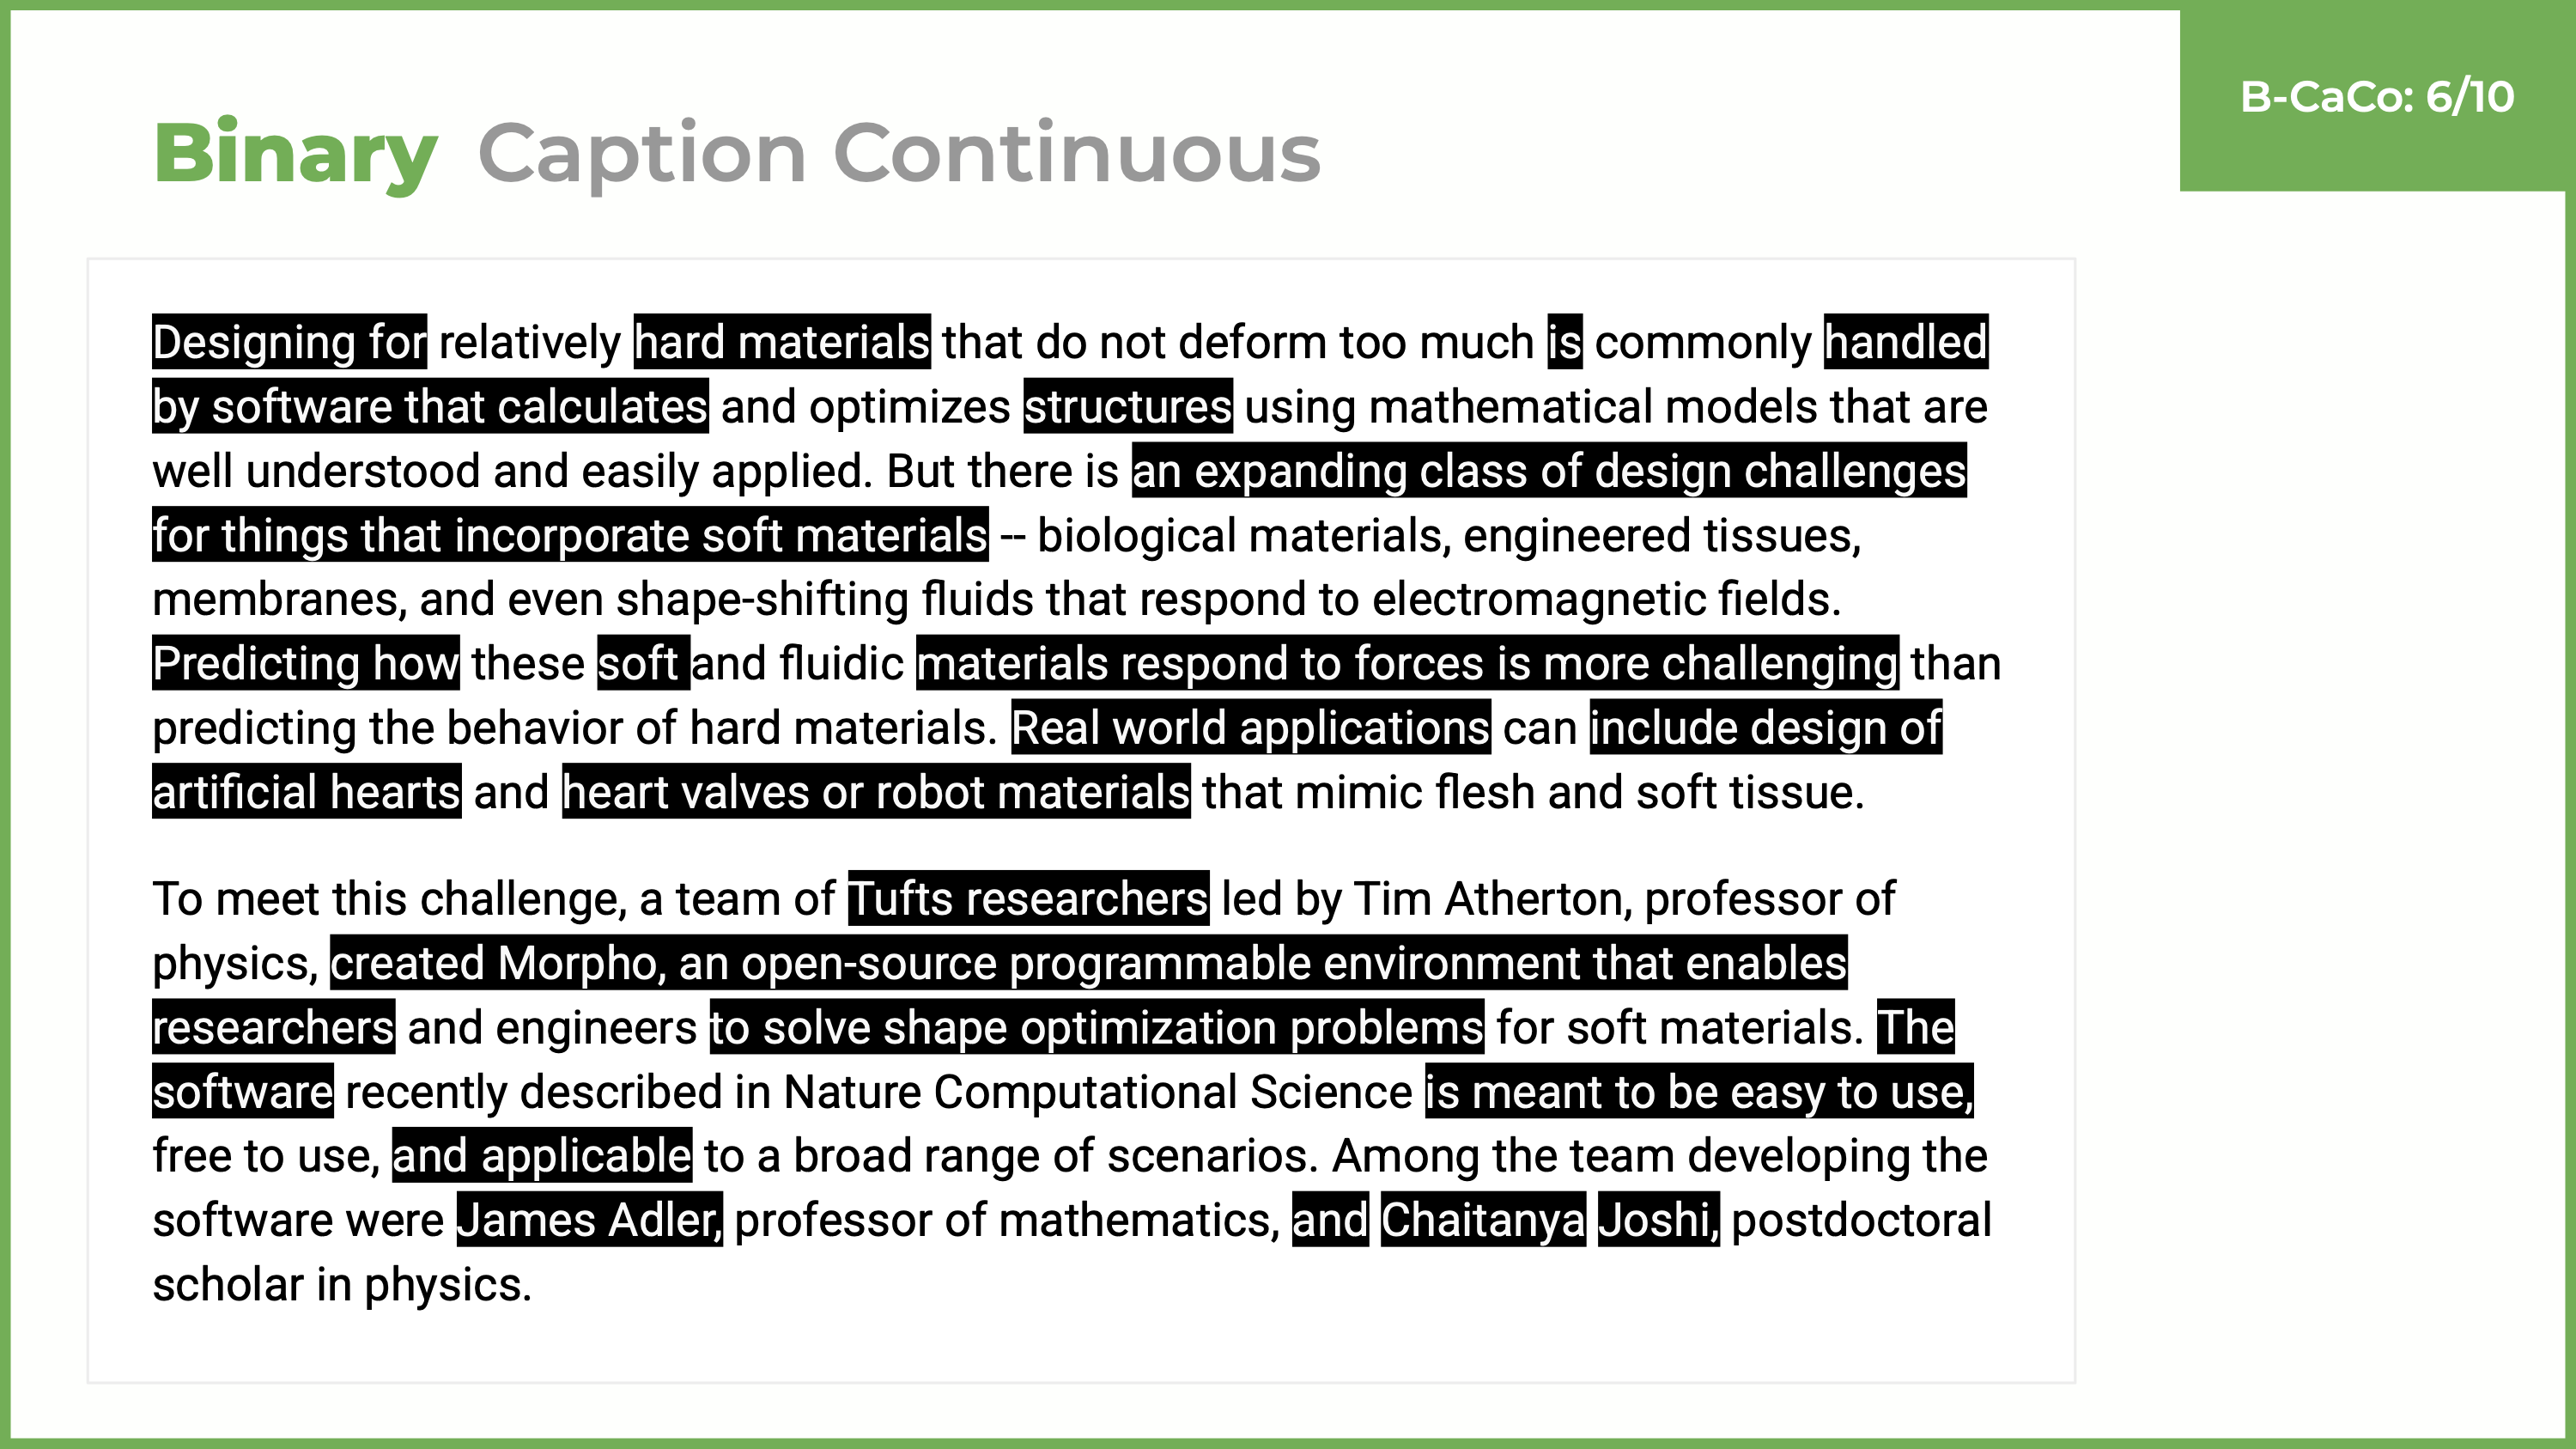 B-CaCo: 6/10
Binary Caption Continuous
Designing for relatively hard materials that do not deform too much is commonly handled
by software that calculates and optimizes structures using mathematical models that are
well understood and easily applied. But there is an expanding class of design challenges
for things that incorporate soft materials -- biological materials, engineered tissues,
membranes, and even shape-shifting fluids that respond to electromagnetic fields.
Predicting how these soft and fluidic materials respond to forces is more challenging than
predicting the behavior of hard materials. Real world applications can include design of
artificial hearts and heart valves or robot materials that mimic flesh and soft tissue.
To meet this challenge, a team of Tufts researchers led by Tim Atherton, professor of
physics, created Morpho, an open-source programmable environment that enables
researchers and engineers to solve shape optimization problems for soft materials. The
software recently described in Nature Computational Science is meant to be easy to use,
free to use, and applicable to a broad range of scenarios. Among the team developing the
software were James Adler, professor of mathematics, and Chaitanya Joshi, postdoctoral
scholar in physics.